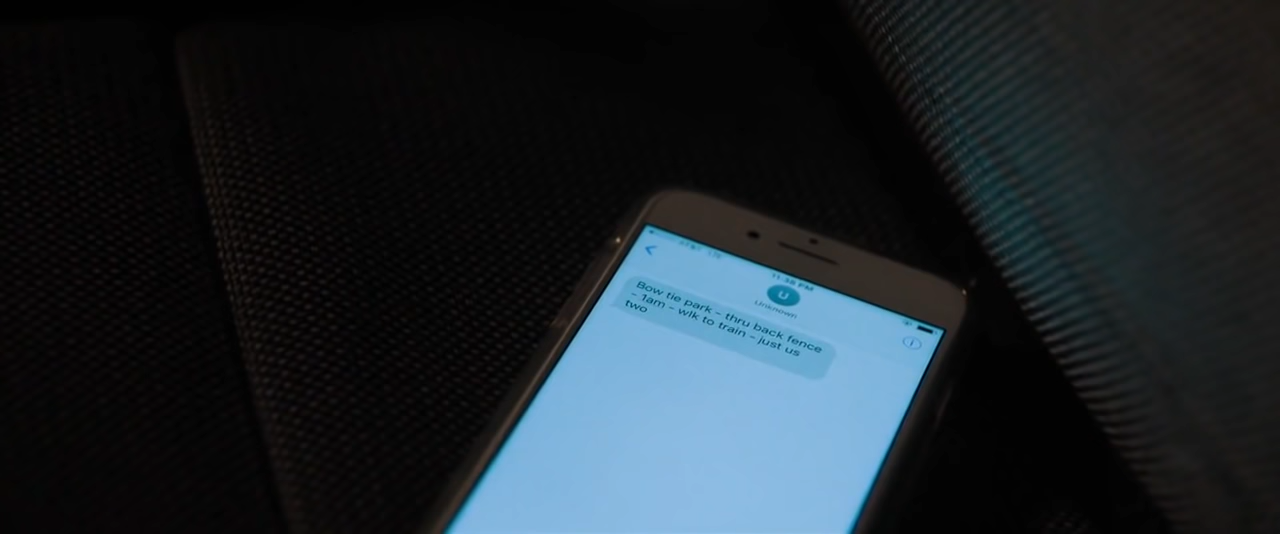 11:38 PM
U
Unknown
Bow tie park - thru back fence
- 1am - wlk to train - just us
two